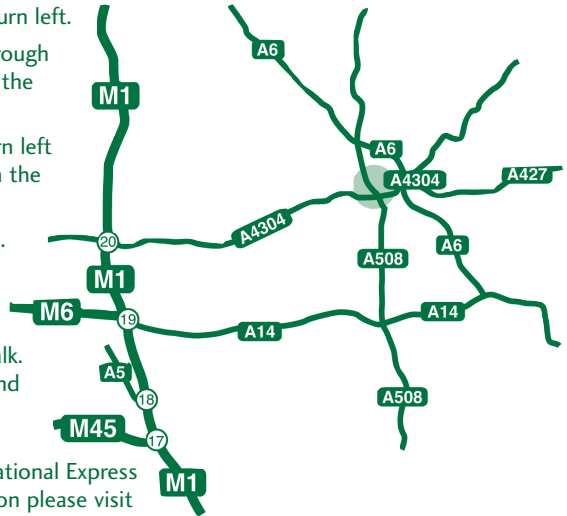 urn left.
rough
the
rn left
the
.
alk.
nd
ational Express
on please visit
M1
A6
A6
A4304
A427
A4304
20
A6
A508
M1
M6
19
A14
A14
A5
18
A508
M45
17
M1